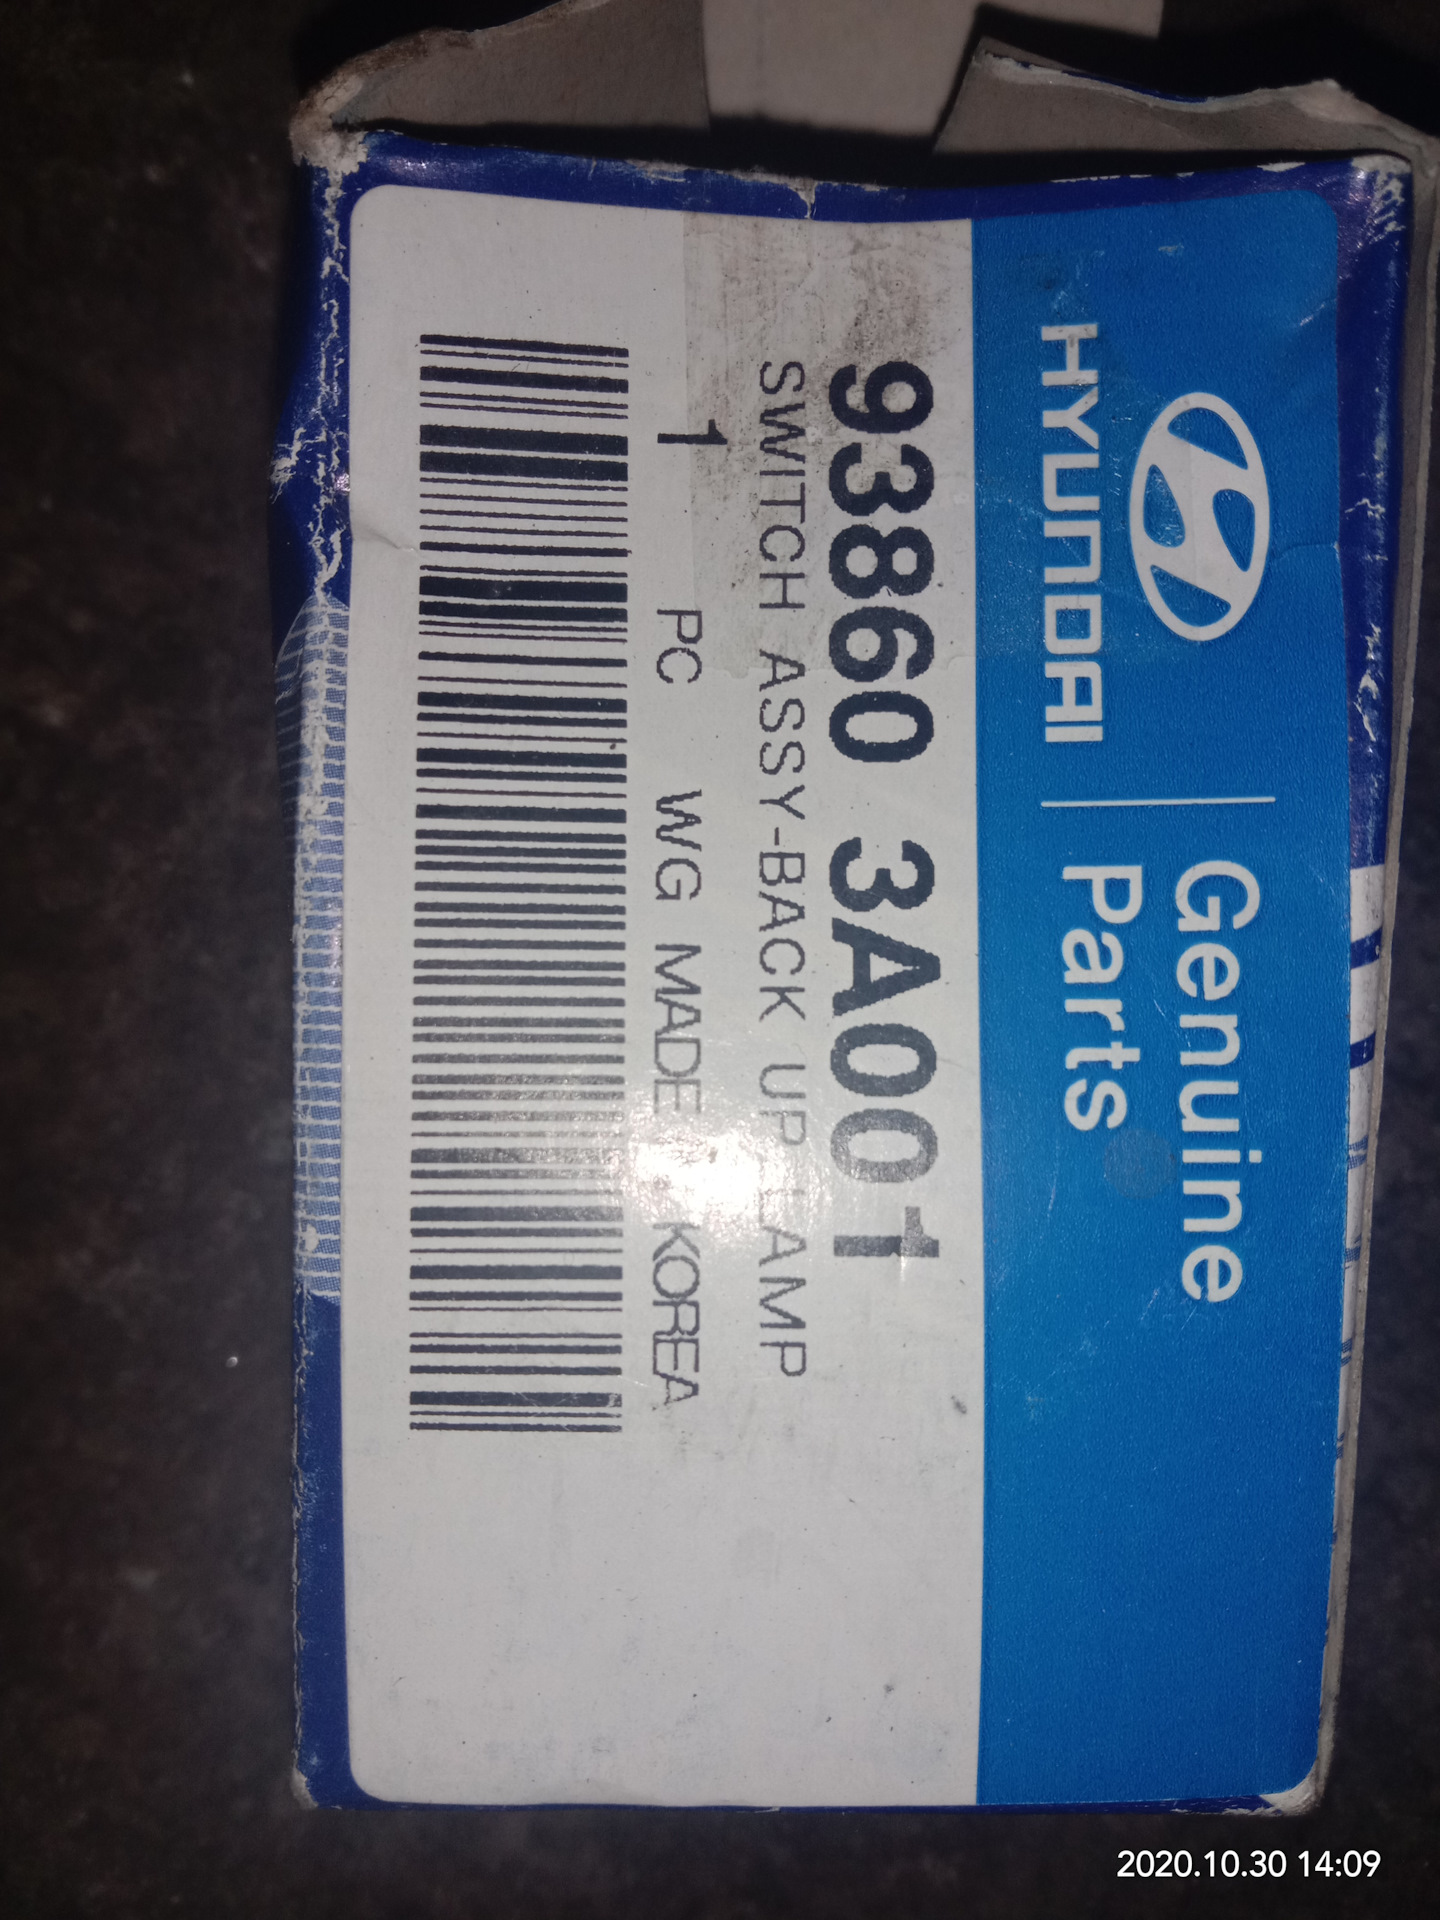 HYUNDAI
Genuine
Parts
93860 3A001
SWITCH ASSY-BACK UP LAMP
1 PC WG MADE KOREA
2020.10.30 14:09